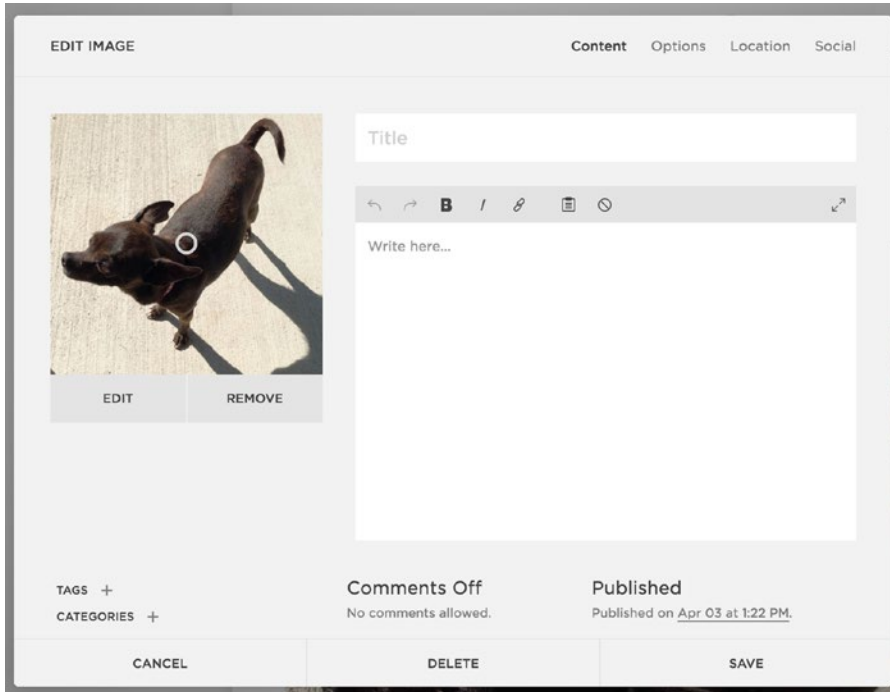 EDIT IMAGE
Content Options Location Social
Title
B I
Write here...
EDIT REMOVE
TAGS +
CATEGORIES +
Comments Off
No comments allowed.
Published
Published on Apr 03 at 1:22 PM.
CANCEL DELETE SAVE